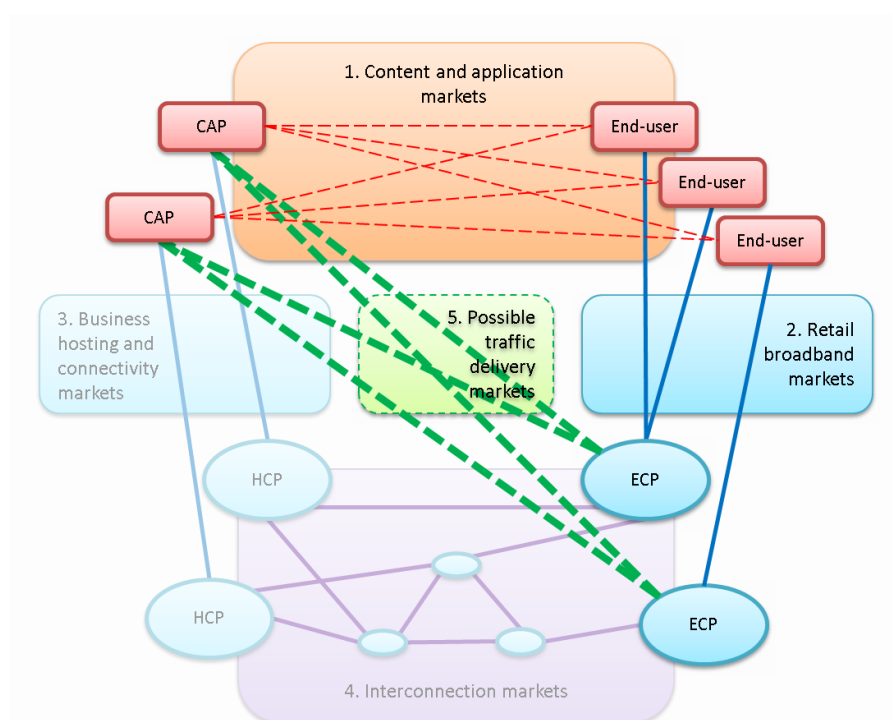 1. Content and application
markets
CAP
End-user
End-user
CAP
End-user
3. Business
hosting and
connectivity
markets
5. Possible
traffic
delivery
markets
2. Retail
broadband
markets
HCP
ECP
HCP
ECP
4. Interconnection markets